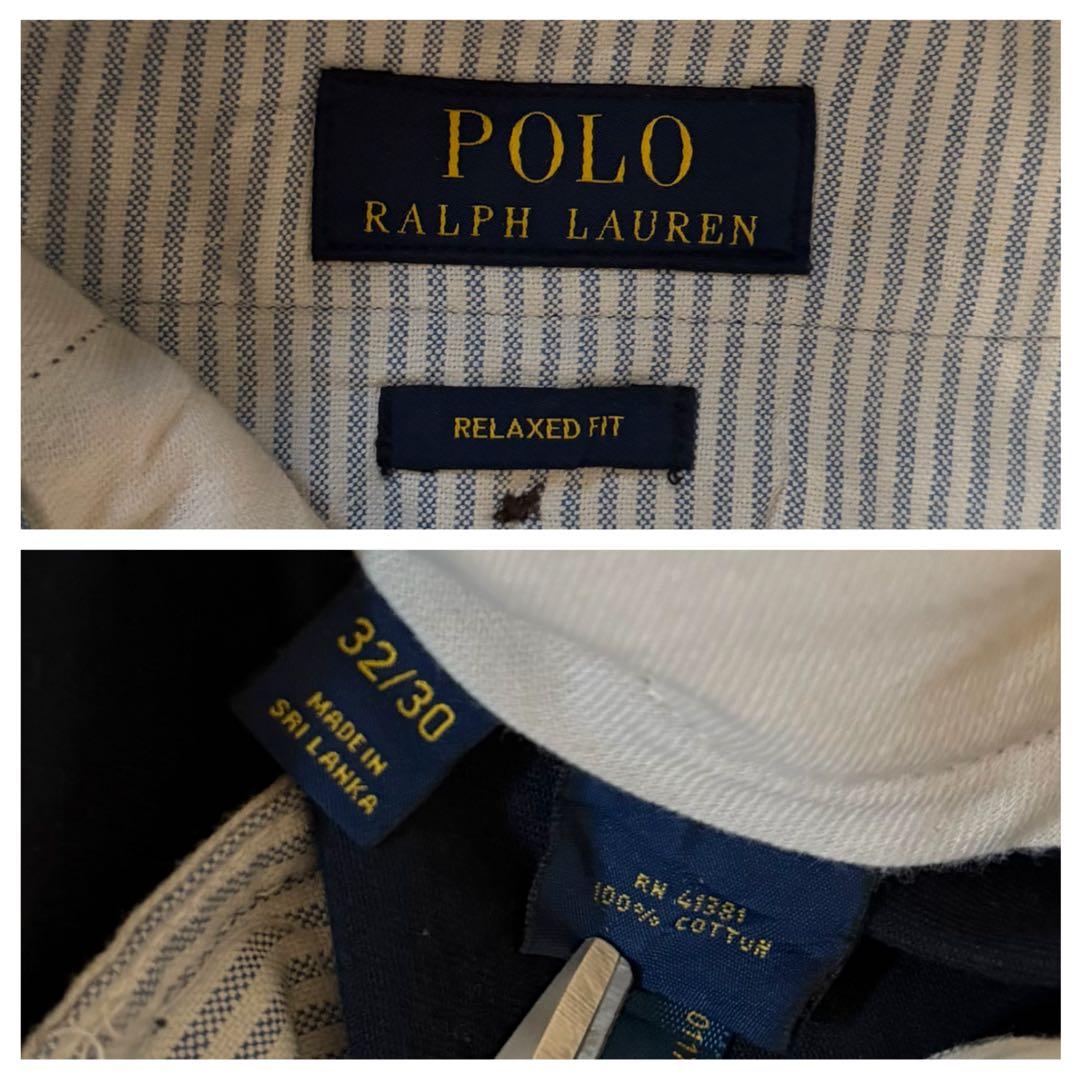 POLO
RALPH LAUREN
RELAXED FIT
32/30
MADE IN
SRI LANKA
RN 41381
100% COTTON